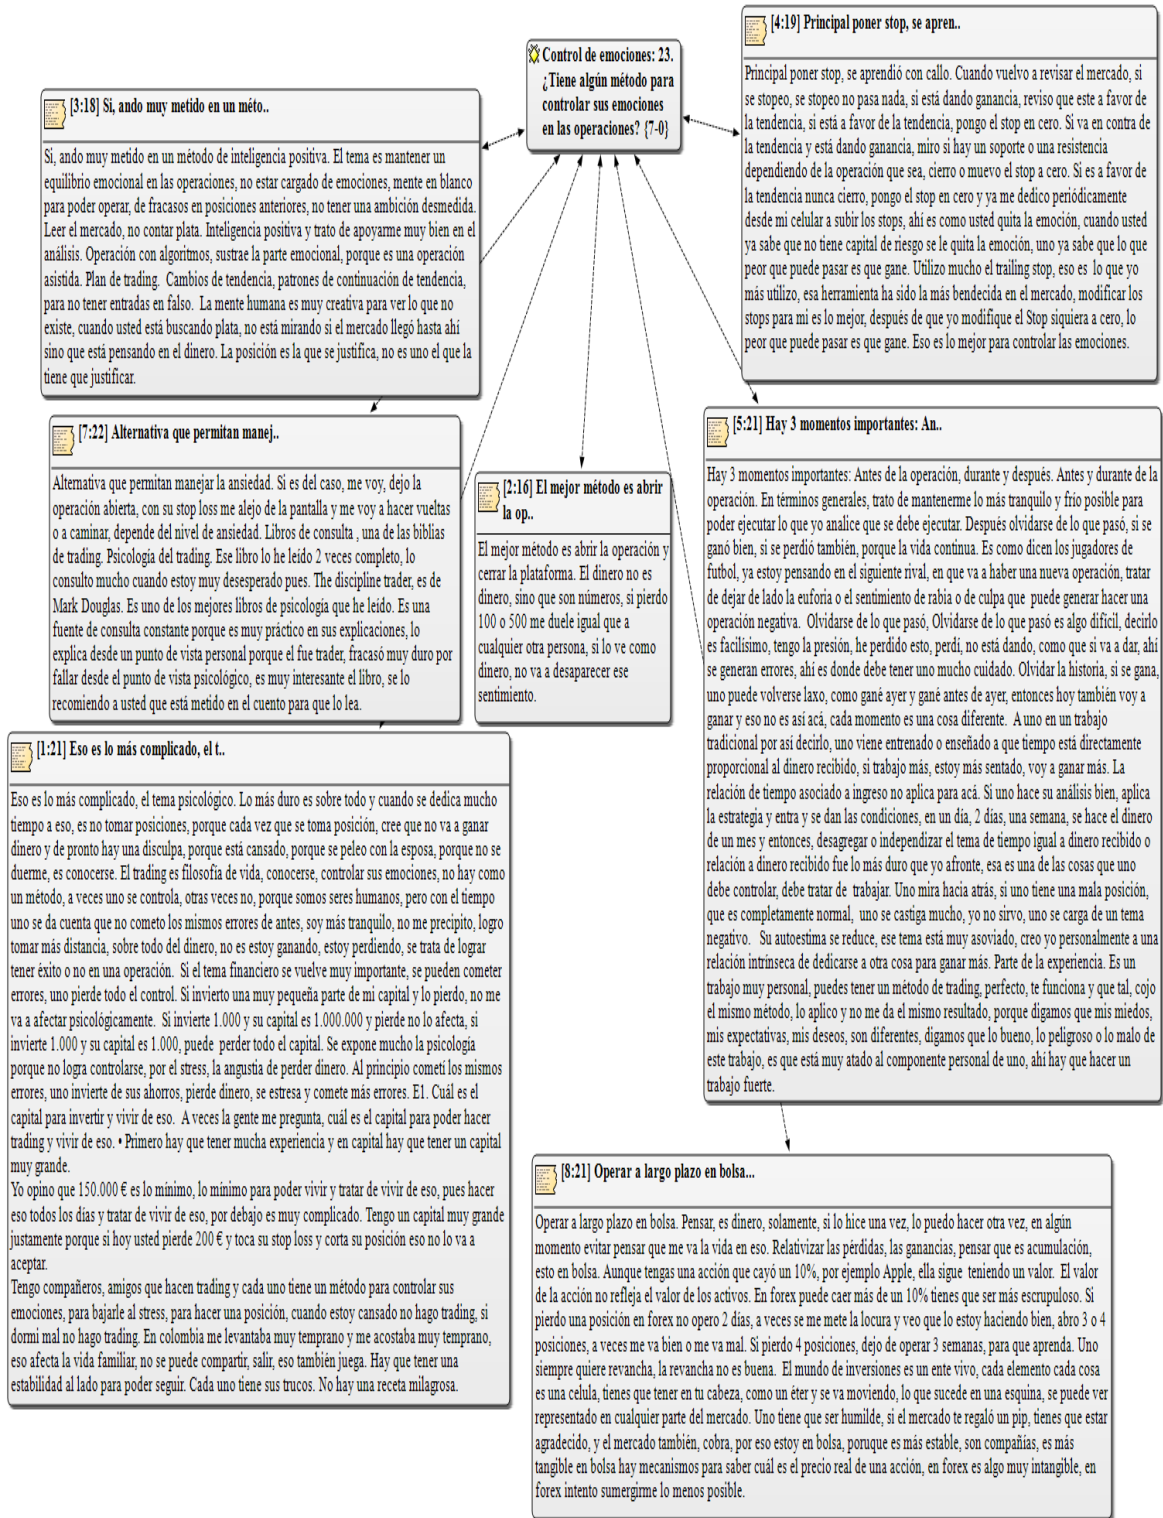 Control de emociones: 23.
¿Tiene algún método para
controlar sus emociones
en las operaciones? {7-0}
[4:19] Principal poner stop, se apren..
Principal poner stop, se aprendió con callo. Cuando vuelvo a revisar el mercado, si
se stopeo, se stopeo no pasa nada, si está dando ganancia, reviso que este a favor de
la tendencia, si está a favor de la tendencia, pongo el stop en cero. Si va en contra de
la tendencia y está dando ganancia, miro si hay un soporte o una resistencia
dependiendo de la operación que sea, cierro o muevo el stop a cero. Si es a favor de
la tendencia nunca cierro, pongo el stop en cero y ya me dedico periódicamente
desde mi celular a subir los stops, ahí es como usted quita la emoción, cuando usted
ya sabe que no tiene capital de riesgo se le quita la emoción, uno ya sabe que lo que
peor que puede pasar es que gane. Utilizo mucho el trailing stop, eso es  lo que yo
más utilizo, esa herramienta ha sido la más bendecida en el mercado, modificar los
stops para mi es lo mejor, después de que yo modifique el Stop siquiera a cero, lo
peor que puede pasar es que gane. Eso es lo mejor para controlar las emociones.
[3:18] Si, ando muy metido en un méto..
Si, ando muy metido en un método de inteligencia positiva. El tema es mantener un
equilibrio emocional en las operaciones, no estar cargado de emociones, mente en blanco
para poder operar, de fracasos en posiciones anteriores, no tener una ambición desmedida.
Leer el mercado, no contar plata. Inteligencia positiva y trato de apoyarme muy bien en el
análisis. Operación con algoritmos, sustrae la parte emocional, porque es una operación
asistida. Plan de trading.  Cambios de tendencia, patrones de continuación de tendencia,
para no tener entradas en falso.  La mente humana es muy creativa para ver lo que no
existe, cuando usted está buscando plata, no está mirando si el mercado llegó hasta ahí
sino que está pensando en el dinero. La posición es la que se justifica, no es uno el que la
tiene que justificar.
[7:22] Alternativa que permitan manej..
Alternativa que permitan manejar la ansiedad. Si es del caso, me voy, dejo la
operación abierta, con su stop loss me alejo de la pantalla y me voy a hacer vueltas
o a caminar, depende del nivel de ansiedad. Libros de consulta , una de las biblias
de trading. Psicología del trading. Ese libro lo he leído 2 veces completo, lo
consulto mucho cuando estoy muy desesperado pues. The discipline trader, es de
Mark Douglas. Es uno de los mejores libros de psicología que he leído. Es una
fuente de consulta constante porque es muy práctico en sus explicaciones, lo
explica desde un punto de vista personal porque el fue trader, fracasó muy duro por
fallar desde el punto de vista psicológico, es muy interesante el libro, se lo
recomiendo a usted que está metido en el cuento para que lo lea.
[2:16] El mejor método es abrir
la op..
El mejor método es abrir la operación y
cerrar la plataforma. El dinero no es
dinero, sino que son números, si pierdo
100 o 500 me duele igual que a
cualquier otra persona, si lo ve como
dinero, no va a desaparecer ese
sentimiento.
[5:21] Hay 3 momentos importantes: An..
Hay 3 momentos importantes: Antes de la operación, durante y después. Antes y durante de la
operación. En términos generales, trato de mantenerme lo más tranquilo y frío posible para
poder ejecutar lo que yo analice que se debe ejecutar. Después olvidarse de lo que pasó, si se
ganó bien, si se perdió también, porque la vida continua. Es como dicen los jugadores de
futbol, ya estoy pensando en el siguiente rival, en que va a haber una nueva operación, tratar
de dejar de lado la euforia o el sentimiento de rabia o de culpa que  puede generar hacer una
operación negativa.  Olvidarse de lo que pasó, Olvidarse de lo que pasó es algo difícil, decirlo
es facilísimo, tengo la presión, he perdido esto, perdí, no está dando, como que si va a dar, ahí
se generan errores, ahí es donde debe tener uno mucho cuidado. Olvidar la historia, si se gana,
uno puede volverse laxo, como gané ayer y gané antes de ayer, entonces hoy también voy a
ganar y eso no es así acá, cada momento es una cosa diferente.  A uno en un trabajo
tradicional por así decirlo, uno viene entrenado o enseñado a que tiempo está directamente
proporcional al dinero recibido, si trabajo más, estoy más sentado, voy a ganar más. La
relación de tiempo asociado a ingreso no aplica para acá. Si uno hace su análisis bien, aplica
la estrategia y entra y se dan las condiciones, en un día, 2 días, una semana, se hace el dinero
de un mes y entonces, desagregar o independizar el tema de tiempo igual a dinero recibido o
relación a dinero recibido fue lo más duro que yo afronte, esa es una de las cosas que uno
debe controlar, debe tratar de  trabajar. Uno mira hacia atrás, si uno tiene una mala posición,
que es completamente normal,  uno se castiga mucho, yo no sirvo, uno se carga de un tema
negativo.   Su autoestima se reduce, ese tema está muy asoviado, creo yo personalmente a una
relación intrínseca de dedicarse a otra cosa para ganar más. Parte de la experiencia. Es un
trabajo muy personal, puedes tener un método de trading, perfecto, te funciona y que tal, cojo
el mismo método, lo aplico y no me da el mismo resultado, porque digamos que mis miedos,
mis expectativas, mis deseos, son diferentes, digamos que lo bueno, lo peligroso o lo malo de
este trabajo, es que está muy atado al componente personal de uno, ahí hay que hacer un
trabajo fuerte.
[1:21] Eso es lo más complicado, el t..
Eso es lo más complicado, el tema psicológico. Lo más duro es sobre todo y cuando se dedica mucho
tiempo a eso, es no tomar posiciones, porque cada vez que se toma posición, cree que no va a ganar
dinero y de pronto hay una disculpa, porque está cansado, porque se peleo con la esposa, porque no se
duerme, es conocerse. El trading es filosofía de vida, conocerse, controlar sus emociones, no hay como
un método, a veces uno se controla, otras veces no, porque somos seres humanos, pero con el tiempo
uno se da cuenta que no cometo los mismos errores de antes, soy más tranquilo, no me precipito, logro
tomar más distancia, sobre todo del dinero, no es estoy ganando, estoy perdiendo, se trata de lograr
tener éxito o no en una operación.  Si el tema financiero se vuelve muy importante, se pueden cometer
errores, uno pierde todo el control. Si invierto una muy pequeña parte de mi capital y lo pierdo, no me
va a afectar psicológicamente.  Si invierte 1.000 y su capital es 1.000.000 y pierde no lo afecta, si
invierte 1.000 y su capital es 1.000, puede  perder todo el capital. Se expone mucho la psicología
porque no logra controlarse, por el stress, la angustia de perder dinero. Al principio cometí los mismos
errores, uno invierte de sus ahorros, pierde dinero, se estresa y comete más errores. E1. Cuál es el
capital para invertir y vivir de eso.  A veces la gente me pregunta, cuál es el capital para poder hacer
trading y vivir de eso. • Primero hay que tener mucha experiencia y en capital hay que tener un capital
muy grande.
Yo opino que 150.000 € es lo mínimo, lo mínimo para poder vivir y tratar de vivir de eso, pues hacer
eso todos los días y tratar de vivir de eso, por debajo es muy complicado. Tengo un capital muy grande
justamente porque si hoy usted pierde 200 € y toca su stop loss y corta su posición eso no lo va a
aceptar.
Tengo compañeros, amigos que hacen trading y cada uno tiene un método para controlar sus
emociones, para bajarle al stress, para hacer una posición, cuando estoy cansado no hago trading, si
dormi mal no hago trading. En colombia me levantaba muy temprano y me acostaba muy temprano,
eso afecta la vida familiar, no se puede compartir, salir, eso también juega. Hay que tener una
estabilidad al lado para poder seguir. Cada uno tiene sus trucos. No hay una receta milagrosa.
[8:21] Operar a largo plazo en bolsa...
Operar a largo plazo en bolsa. Pensar, es dinero, solamente, si lo hice una vez, lo puedo hacer otra vez, en algún
momento evitar pensar que me va la vida en eso. Relativizar las pérdidas, las ganancias, pensar que es acumulación,
esto en bolsa. Aunque tengas una acción que cayó un 10%, por ejemplo Apple, ella sigue  teniendo un valor.  El valor
de la acción no refleja el valor de los activos. En forex puede caer más de un 10% tienes que ser más escrupuloso. Si
pierdo una posición en forex no opero 2 días, a veces se me mete la locura y veo que lo estoy haciendo bien, abro 3 o 4
posiciones, a veces me va bien o me va mal. Si pierdo 4 posiciones, dejo de operar 3 semanas, para que aprenda. Uno
siempre quiere revancha, la revancha no es buena.  El mundo de inversiones es un ente vivo, cada elemento cada cosa
es una celula, tienes que tener en tu cabeza, como un éter y se va moviendo, lo que sucede en una esquina, se puede ver
representado en cualquier parte del mercado. Uno tiene que ser humilde, si el mercado te regaló un pip, tienes que estar
agradecido, y el mercado también, cobra, por eso estoy en bolsa, poruque es más estable, son compañías, es más
tangible en bolsa hay mecanismos para saber cuál es el precio real de una acción, en forex es algo muy intangible, en
forex intento sumergirme lo menos posible.